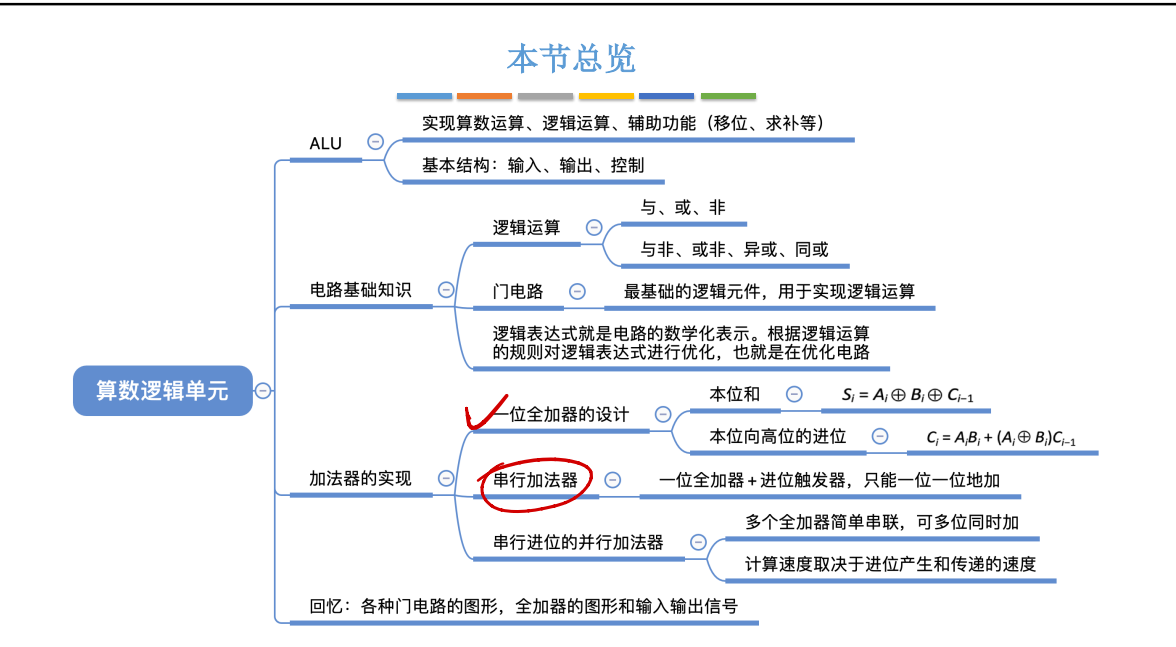 本节总览
实现算数运算、逻辑运算、辅助功能（移位、求补等）
ALU
基本结构：输入、输出、控制
与、或、非
逻辑运算
与非、或非、异或、同或
电路基础知识
门电路
最基础的逻辑元件，用于实现逻辑运算
逻辑表达式就是电路的数学化表示。根据逻辑运算
的规则对逻辑表达式进行优化，也就是在优化电路
算数逻辑单元
本位和
Sᵢ = Aᵢ ⊕ Bᵢ ⊕ Cᵢ₋₁
一位全加器的设计
本位向高位的进位
Cᵢ = AᵢBᵢ + (Aᵢ ⊕ Bᵢ)Cᵢ₋₁
加法器的实现
串行加法器
一位全加器 + 进位触发器，只能一位一位地加
多个全加器简单串联，可多位同时加
串行进位的并行加法器
计算速度取决于进位产生和传递的速度
回忆：各种门电路的图形，全加器的图形和输入输出信号